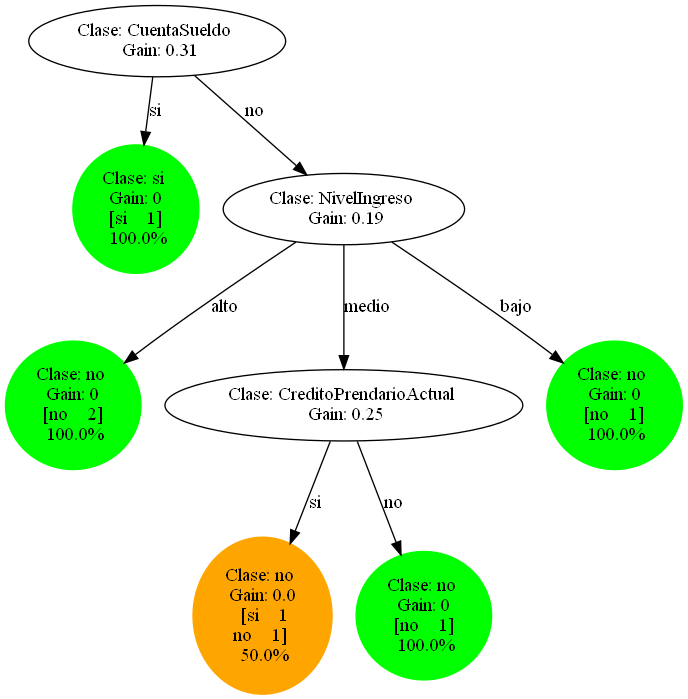 Clase: CuentaSueldo
Gain: 0.31
si
no
Clase: si
Gain: 0
[si 1]
100.0%
Clase: NivelIngreso
Gain: 0.19
alto
medio
bajo
Clase: no
Gain: 0
[no 2]
100.0%
Clase: CreditoPrendarioActual
Gain: 0.25
Clase: no
Gain: 0
[no 1]
100.0%
si
no
Clase: no
Gain: 0.0
[si 1
no 1]
50.0%
Clase: no
Gain: 0
[no 1]
100.0%